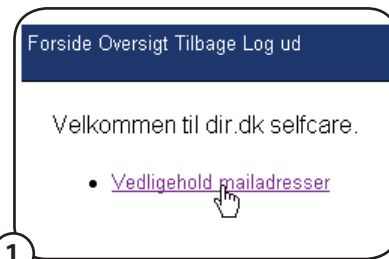 Forside Oversigt Tilbage Log ud
Velkommen til dir.dk selfcare.
• Vedligehold mailadresser
1